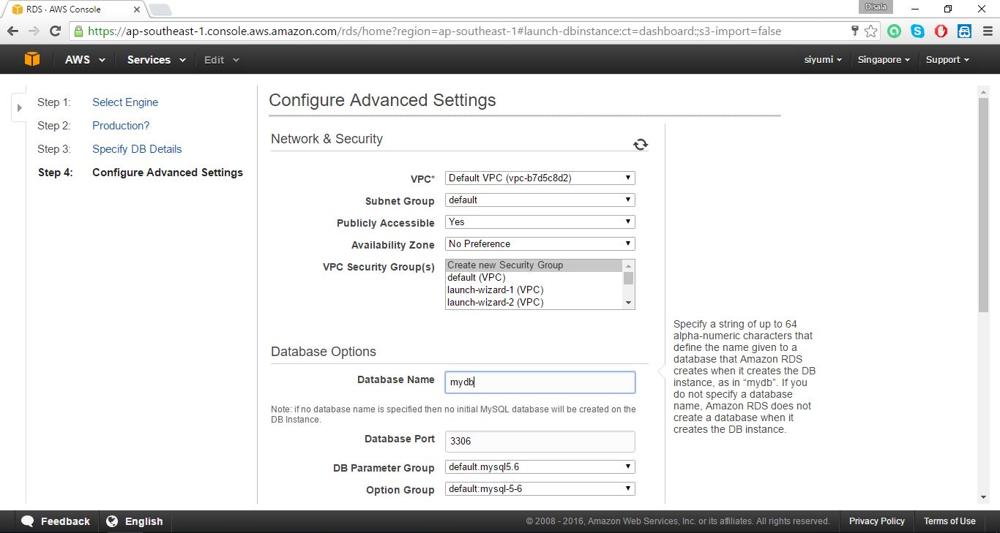 RDS · AWS Console
Disala
https://ap-southeast-1.console.aws.amazon.com/rds/home?region=ap-southeast-1#launch-dbinstance:ct=dashboard:;s3-import=false
AWS Services Edit siyumi Singapore Support
Step 1: Select Engine
Step 2: Production?
Step 3: Specify DB Details
Step 4: Configure Advanced Settings
Configure Advanced Settings
Network & Security
VPC* Default VPC (vpc-b7d5c8d2)
Subnet Group default
Publicly Accessible Yes
Availability Zone No Preference
VPC Security Group(s) Create new Security Group
default (VPC)
launch-wizard-1 (VPC)
launch-wizard-2 (VPC)
Database Options
Database Name mydb
Note: if no database name is specified then no initial MySQL database will be created on the
DB Instance.
Database Port 3306
DB Parameter Group default.mysql5.6
Option Group default:mysql-5-6
Specify a string of up to 64
alpha-numeric characters that
define the name given to a
database that Amazon RDS
creates when it creates the DB
instance, as in “mydb”. If you
do not specify a database
name, Amazon RDS does not
create a database when it
creates the DB instance.
Feedback English © 2008 - 2016, Amazon Web Services, Inc. or its affiliates. All rights reserved. Privacy Policy Terms of Use